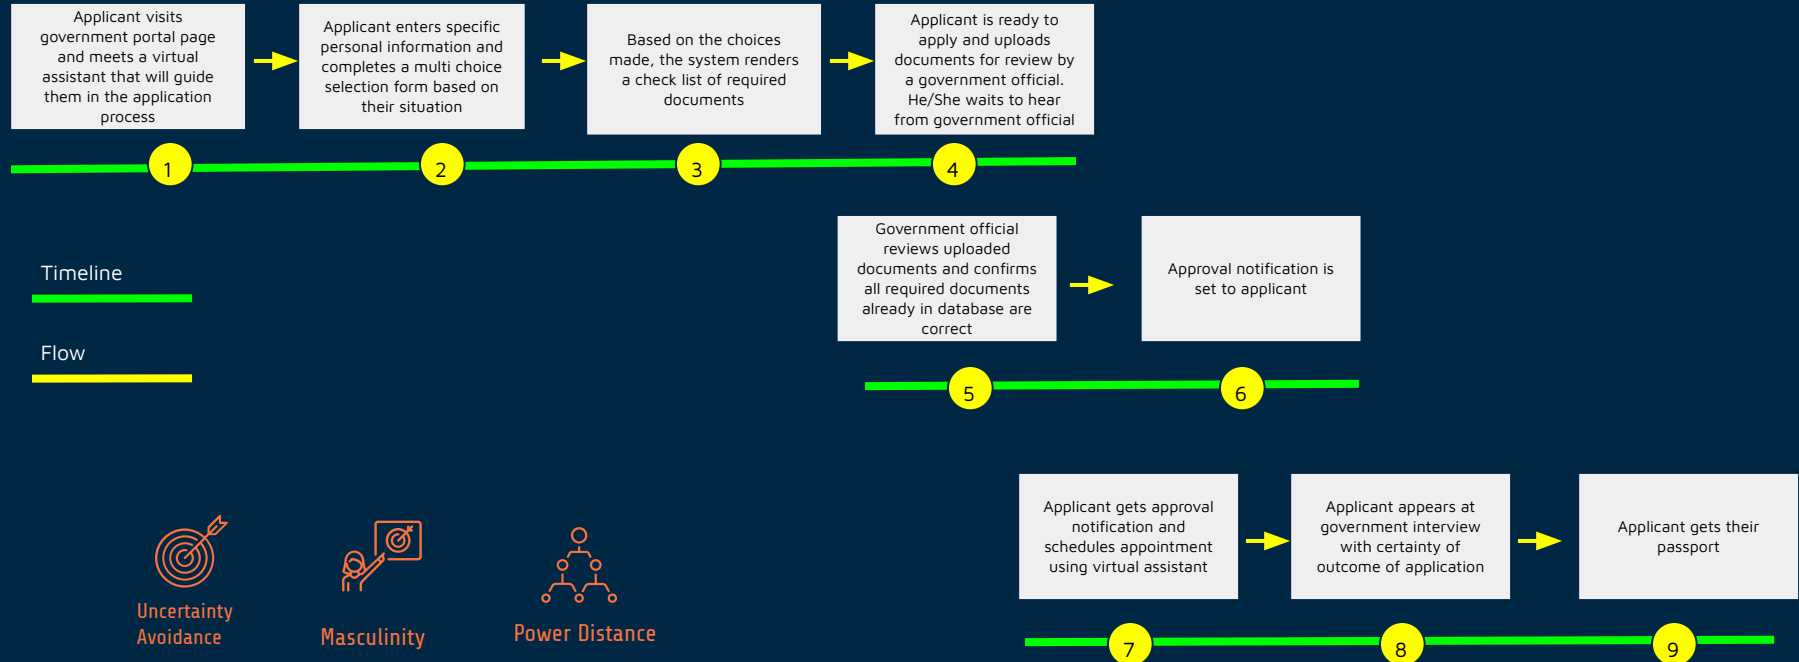 Applicant visits
government portal page
and meets a virtual
assistant that will guide
them in the application
process
Applicant enters specific
personal information and
completes a multi choice
selection form based on
their situation
Based on the choices
made, the system renders
a check list of required
documents
Applicant is ready to
apply and uploads
documents for review by
a government official.
He/She waits to hear
from government official
1
2
3
4
Timeline
Flow
Government official
reviews uploaded
documents and confirms
all required documents
already in database are
correct
Approval notification is
set to applicant
5
6
Uncertainty
Avoidance
Masculinity
Power Distance
Applicant gets approval
notification and
schedules appointment
using virtual assistant
Applicant appears at
government interview
with certainty of
outcome of application
Applicant gets their
passport
7
8
9